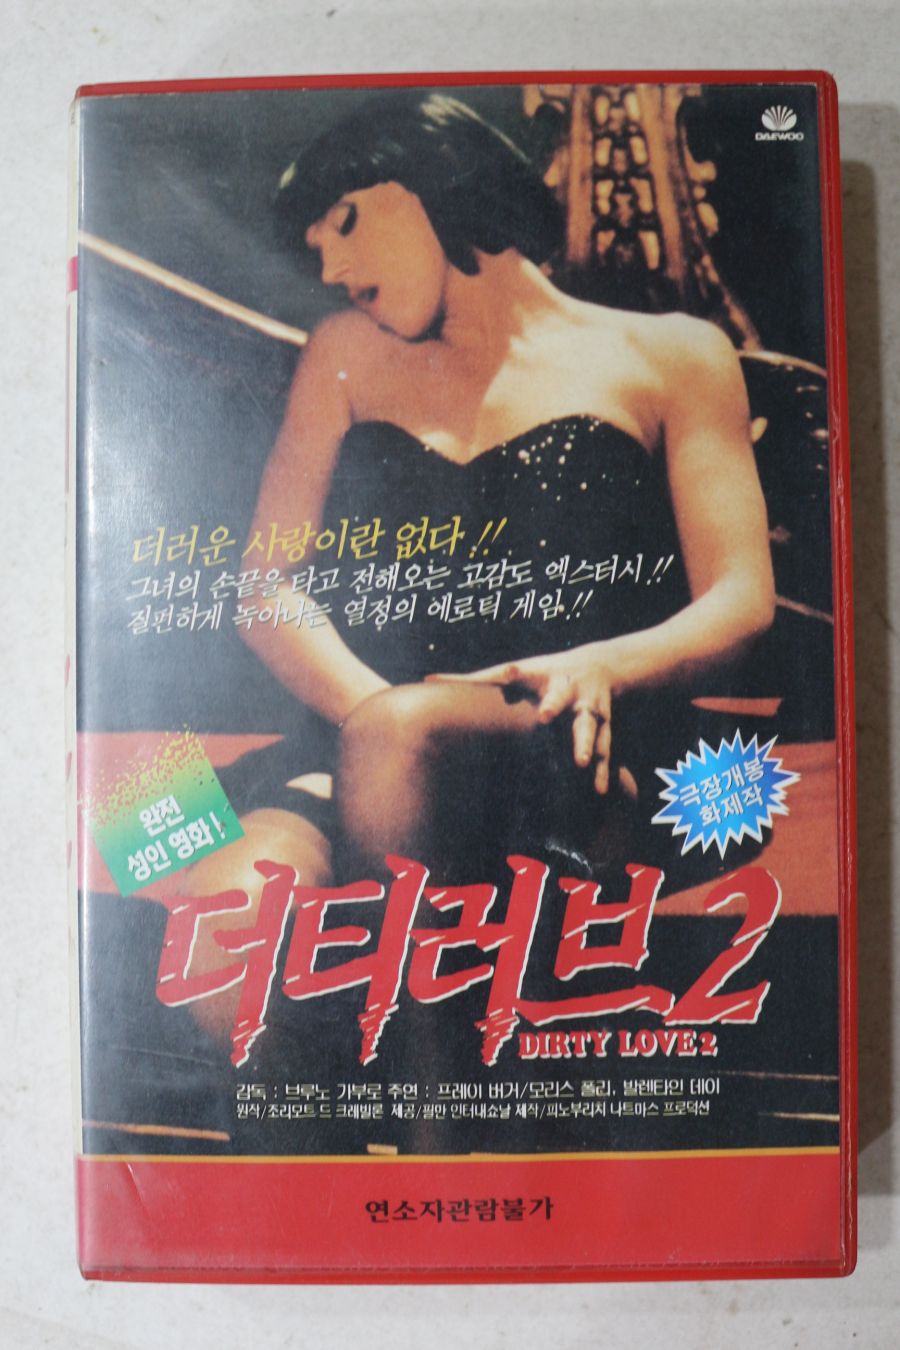 DAEWOO
더러운 사랑이란 없다!!
그녀의 손끝을 타고 전해오는 고감도 엑스터시!!
질펀하게 녹아나는 열정의 에로틱 게임!!
극장개봉
화제작
완전
성인 영화!
더티러브2
DIRTY LOVE2
감독 : 브루노 가부로 주연 : 프레이 버거/모리스 폴리, 발렌타인 데이
원작/조리모트 드 크레빌론 제공/필만 인터내쇼날 제작/피노부리치 나트마스 프로덕션
연소자관람불가